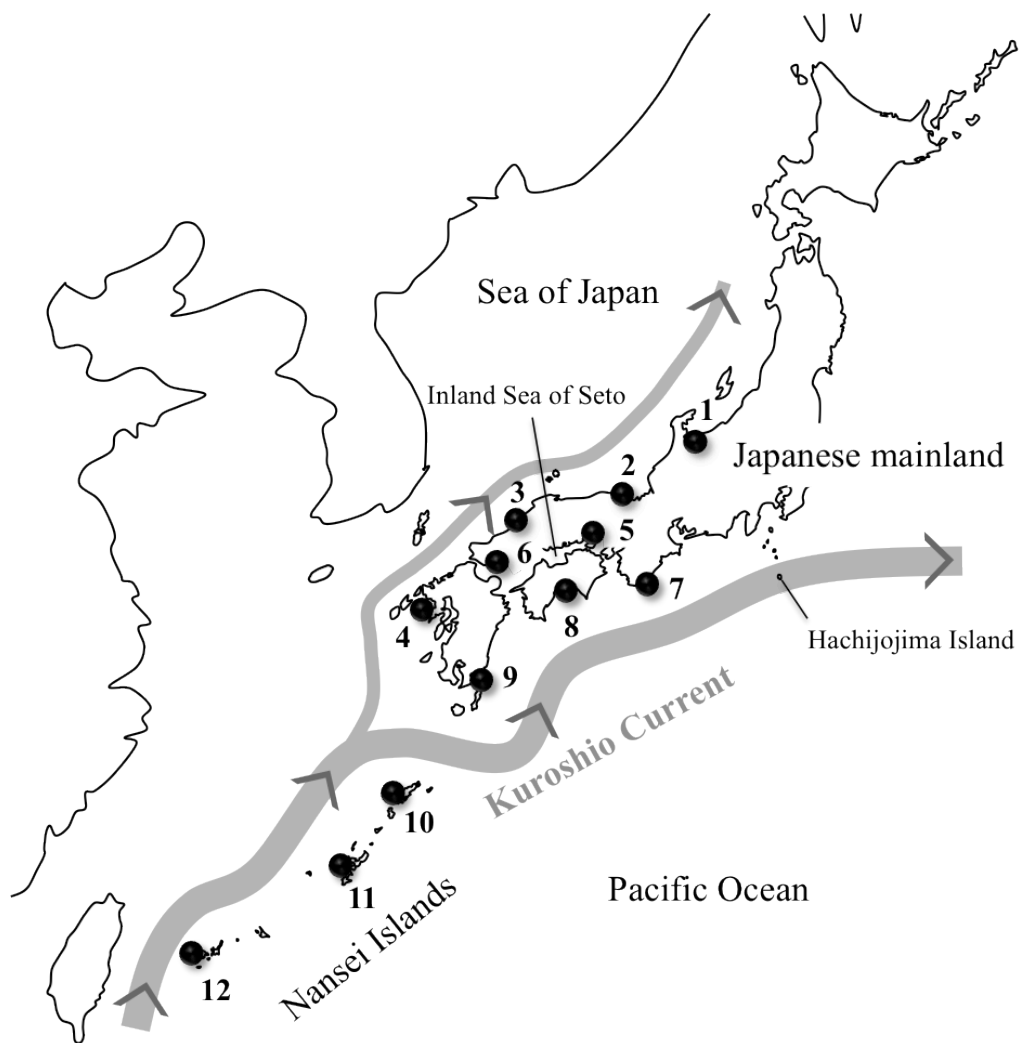 Sea of Japan
Inland Sea of Seto
1
Japanese mainland
2
3
5
6
7
4
8
Hachijojima Island
9
Kuroshio Current
10
Pacific Ocean
11
Nansei Islands
12